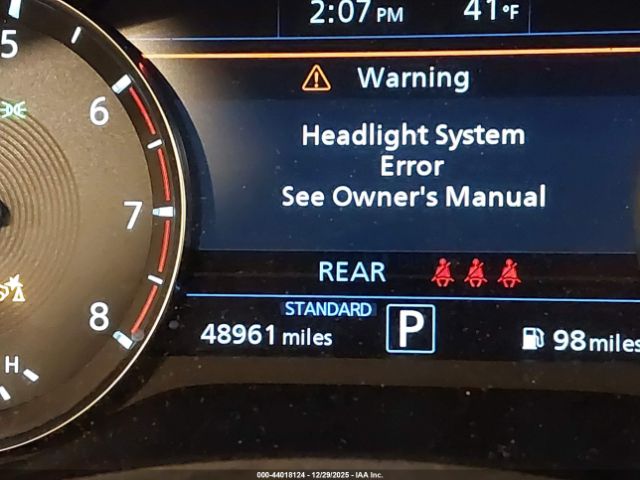 2:07 PM 41°F
5
Warning
6
Headlight System
Error
See Owner's Manual
7
REAR
8
STANDARD
48961 miles P 98 miles
H
000-44018124 - 12/29/2025 - IAA Inc.